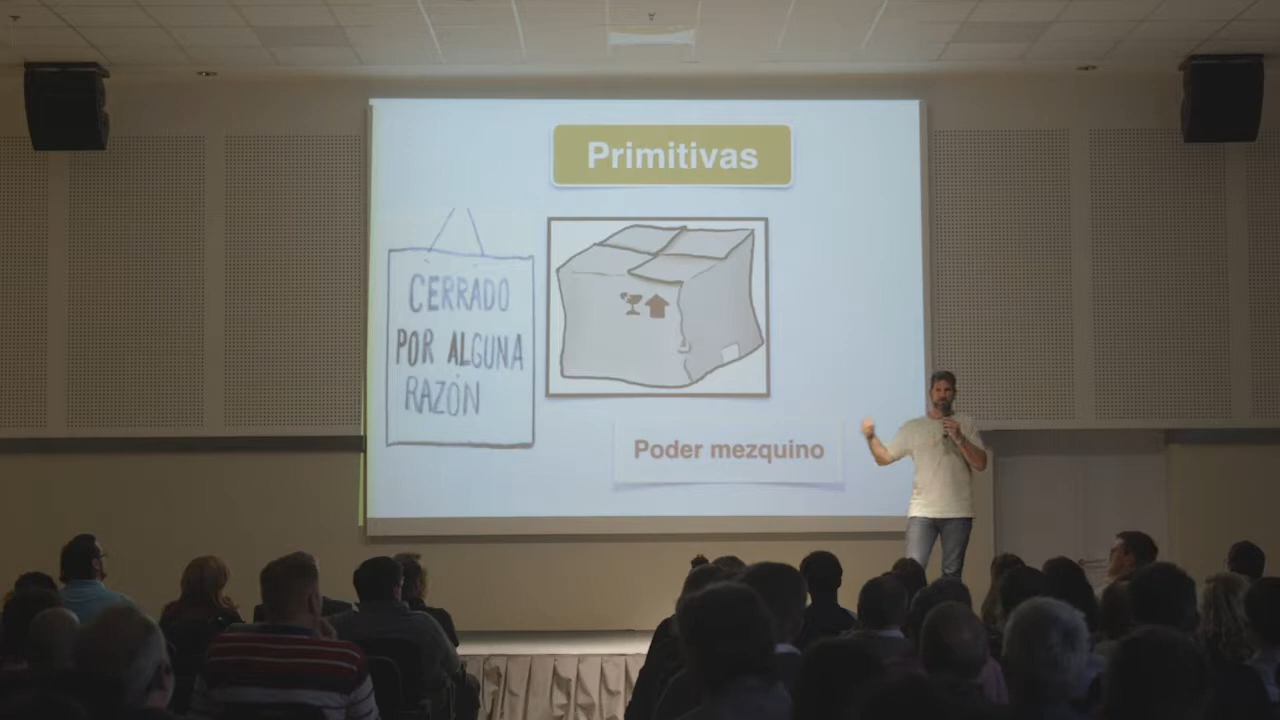 Primitivas
CERRADO
POR ALGUNA
RAZÓN
Poder mezquino